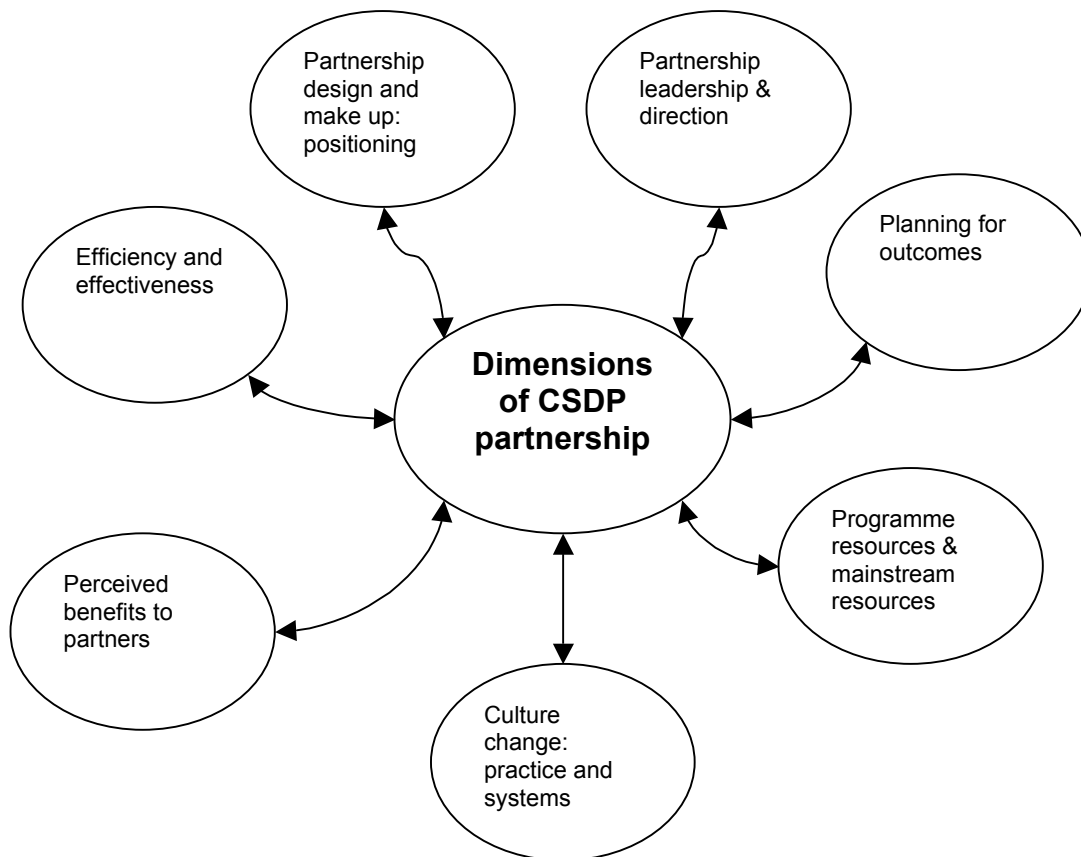 Partnership
design and
make up:
positioning
Partnership
leadership &
direction
Planning for
outcomes
Efficiency and
effectiveness
Dimensions
of CSDP
partnership
Programme
resources &
mainstream
resources
Perceived
benefits to
partners
Culture
change:
practice and
systems